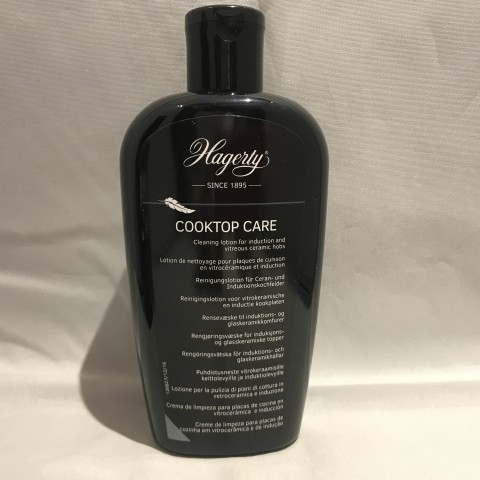 Hagerty®
SINCE 1895
COOKTOP CARE
Cleaning lotion for induction and
vitreous ceramic hobs
Lotion de nettoyage pour plaques de cuisson
en vitrocéramique et induction
Reinigungslotion für Ceran- und
Induktionskochfelder
Reinigingslotion voor vitrokeramische
en inductie kookplaten
Rensevæske til induktions- og
glaskeramikkomfurer
Rengjøringsvæske for induksjons-
og glasskeramiske topper
Rengöringsvätska för induktions- och
glaskeramikhällar
Puhdistusneste vitrokeraamisille
keittolevyille ja induktiolevyille
Lozione per la pulizia di piani di cottura in
vetroceramica e induzione
Crema de limpieza para placas de cocina en
vitrocerámica e inducción
Creme de limpeza para placas de
cozinha em vitrocerâmica e de indução